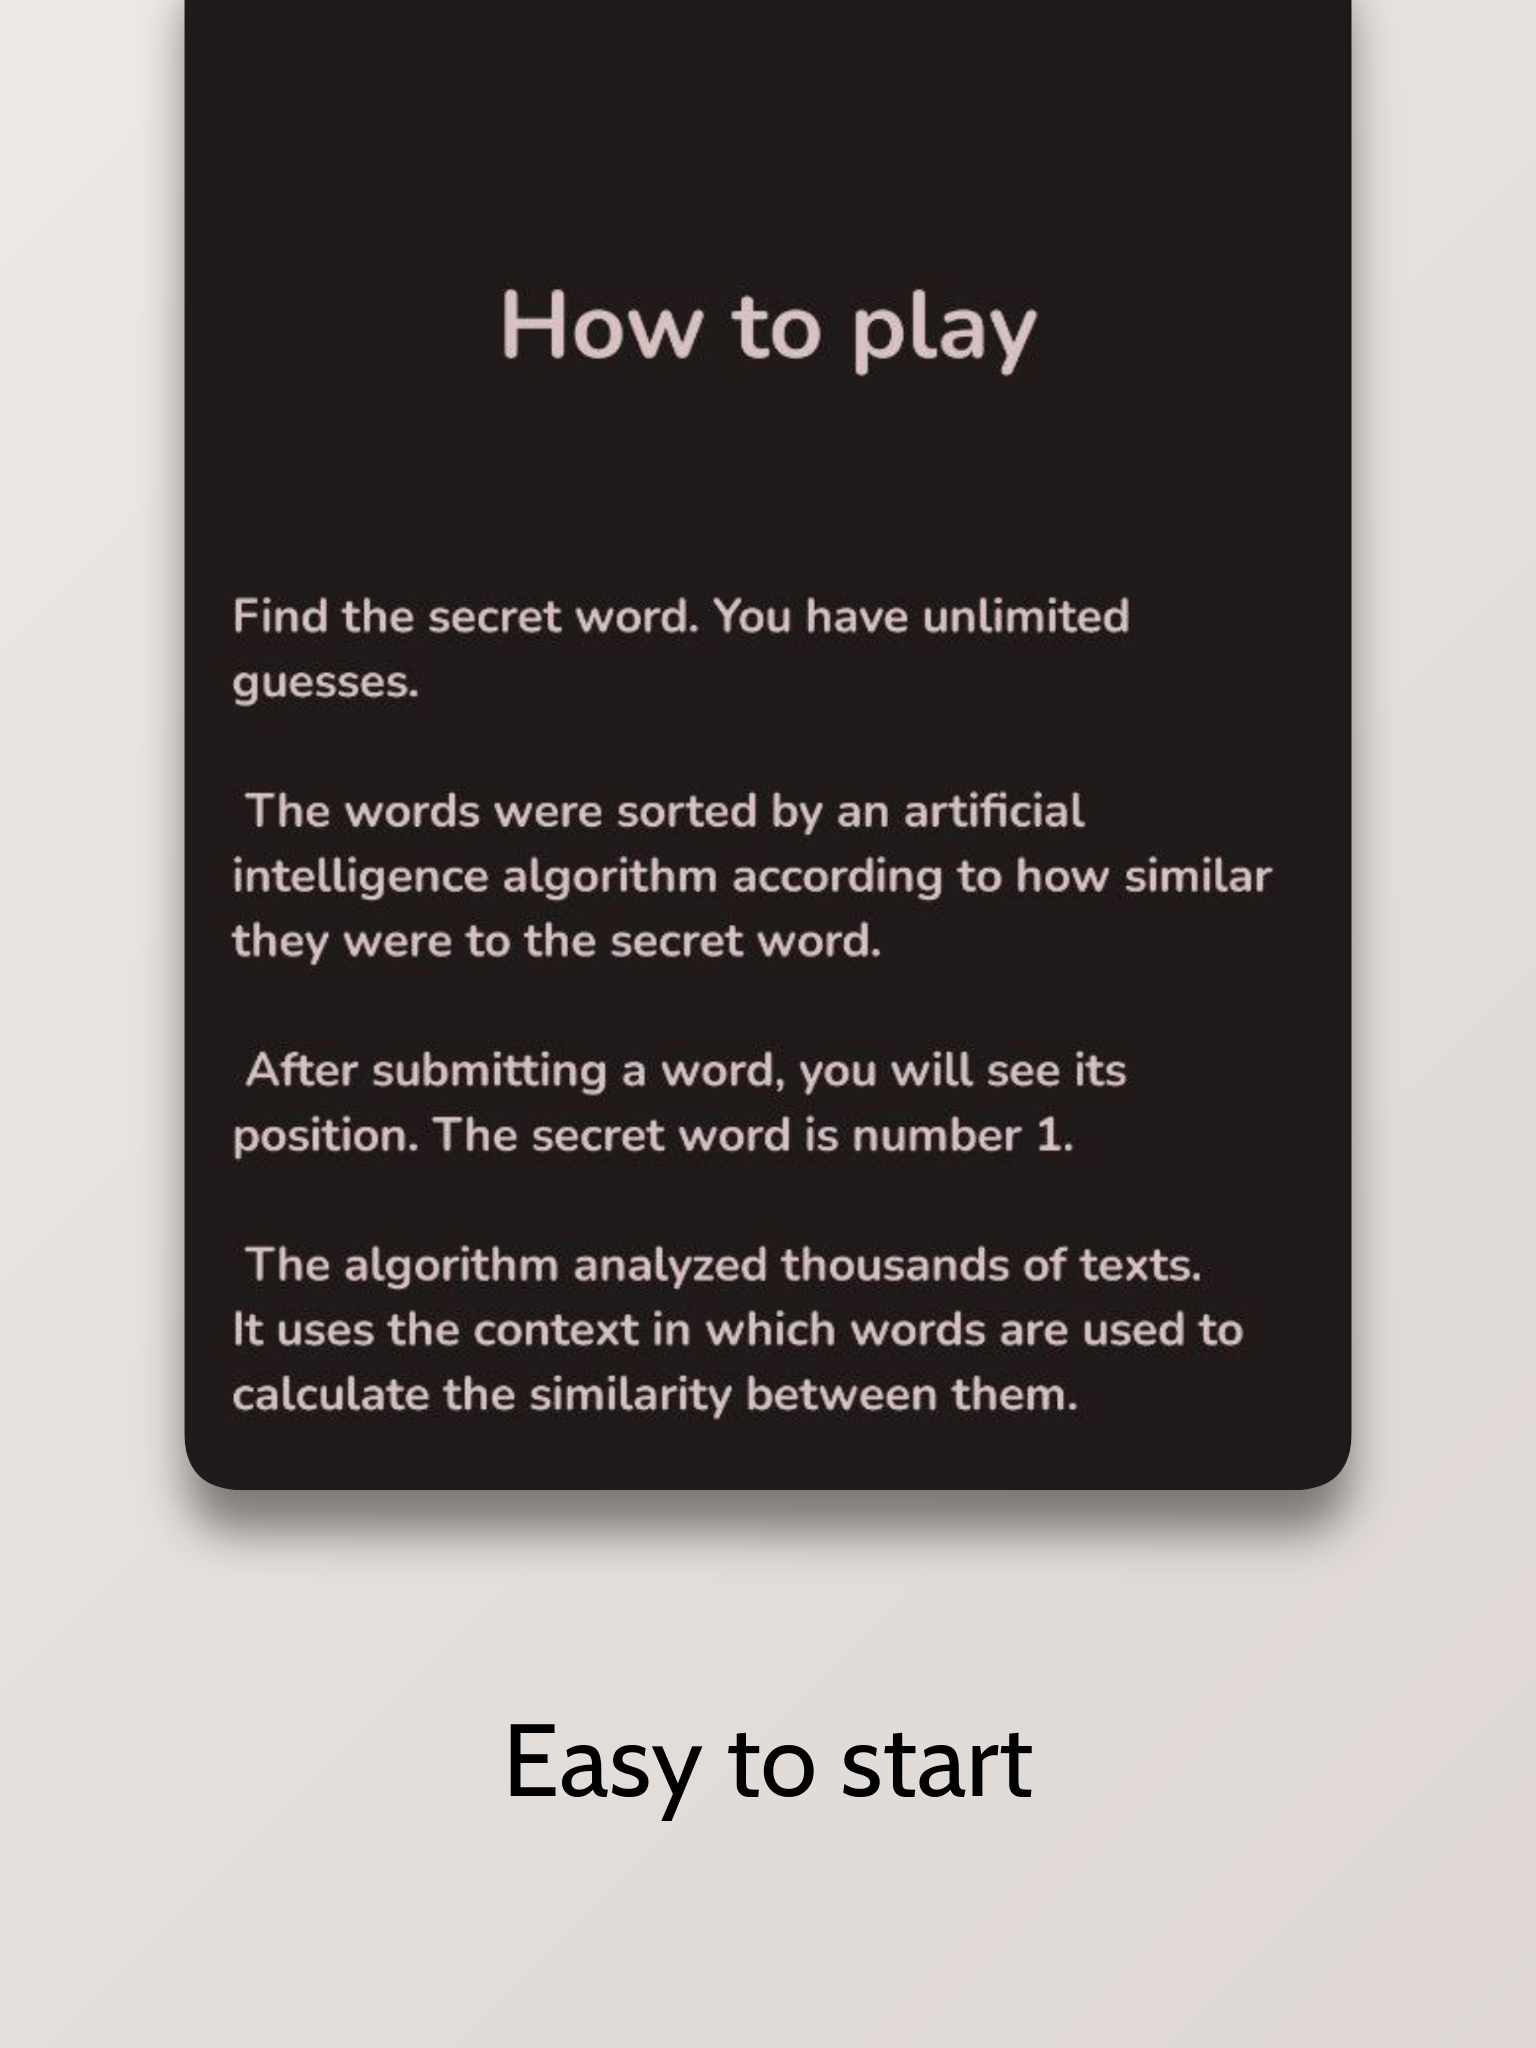 How to play
Find the secret word. You have unlimited
guesses.
The words were sorted by an artificial
intelligence algorithm according to how similar
they were to the secret word.
After submitting a word, you will see its
position. The secret word is number 1.
The algorithm analyzed thousands of texts.
It uses the context in which words are used to
calculate the similarity between them.
Easy to start